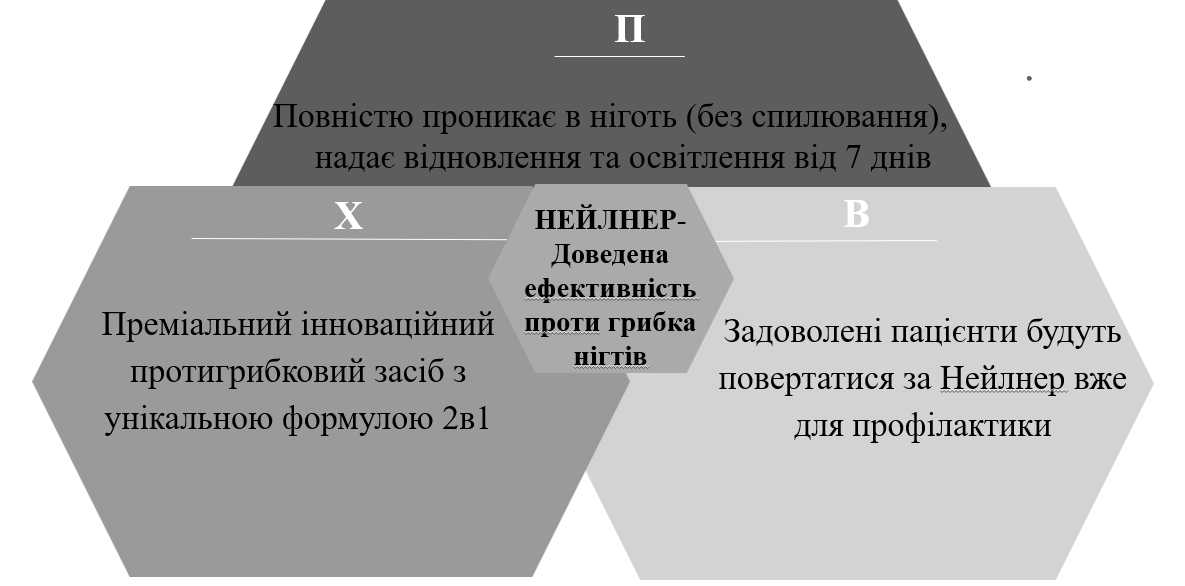 П
Повністю проникає в ніготь (без спилювання),
надає відновлення та освітлення від 7 днів
Х
Преміальний інноваційний
протигрибковий засіб з
унікальною формулою 2в1
НЕЙЛНЕР-
Доведена
ефективність
проти грибка
нігтів
В
Задоволені пацієнти будуть
повертатися за Нейлнер вже
для профілактики